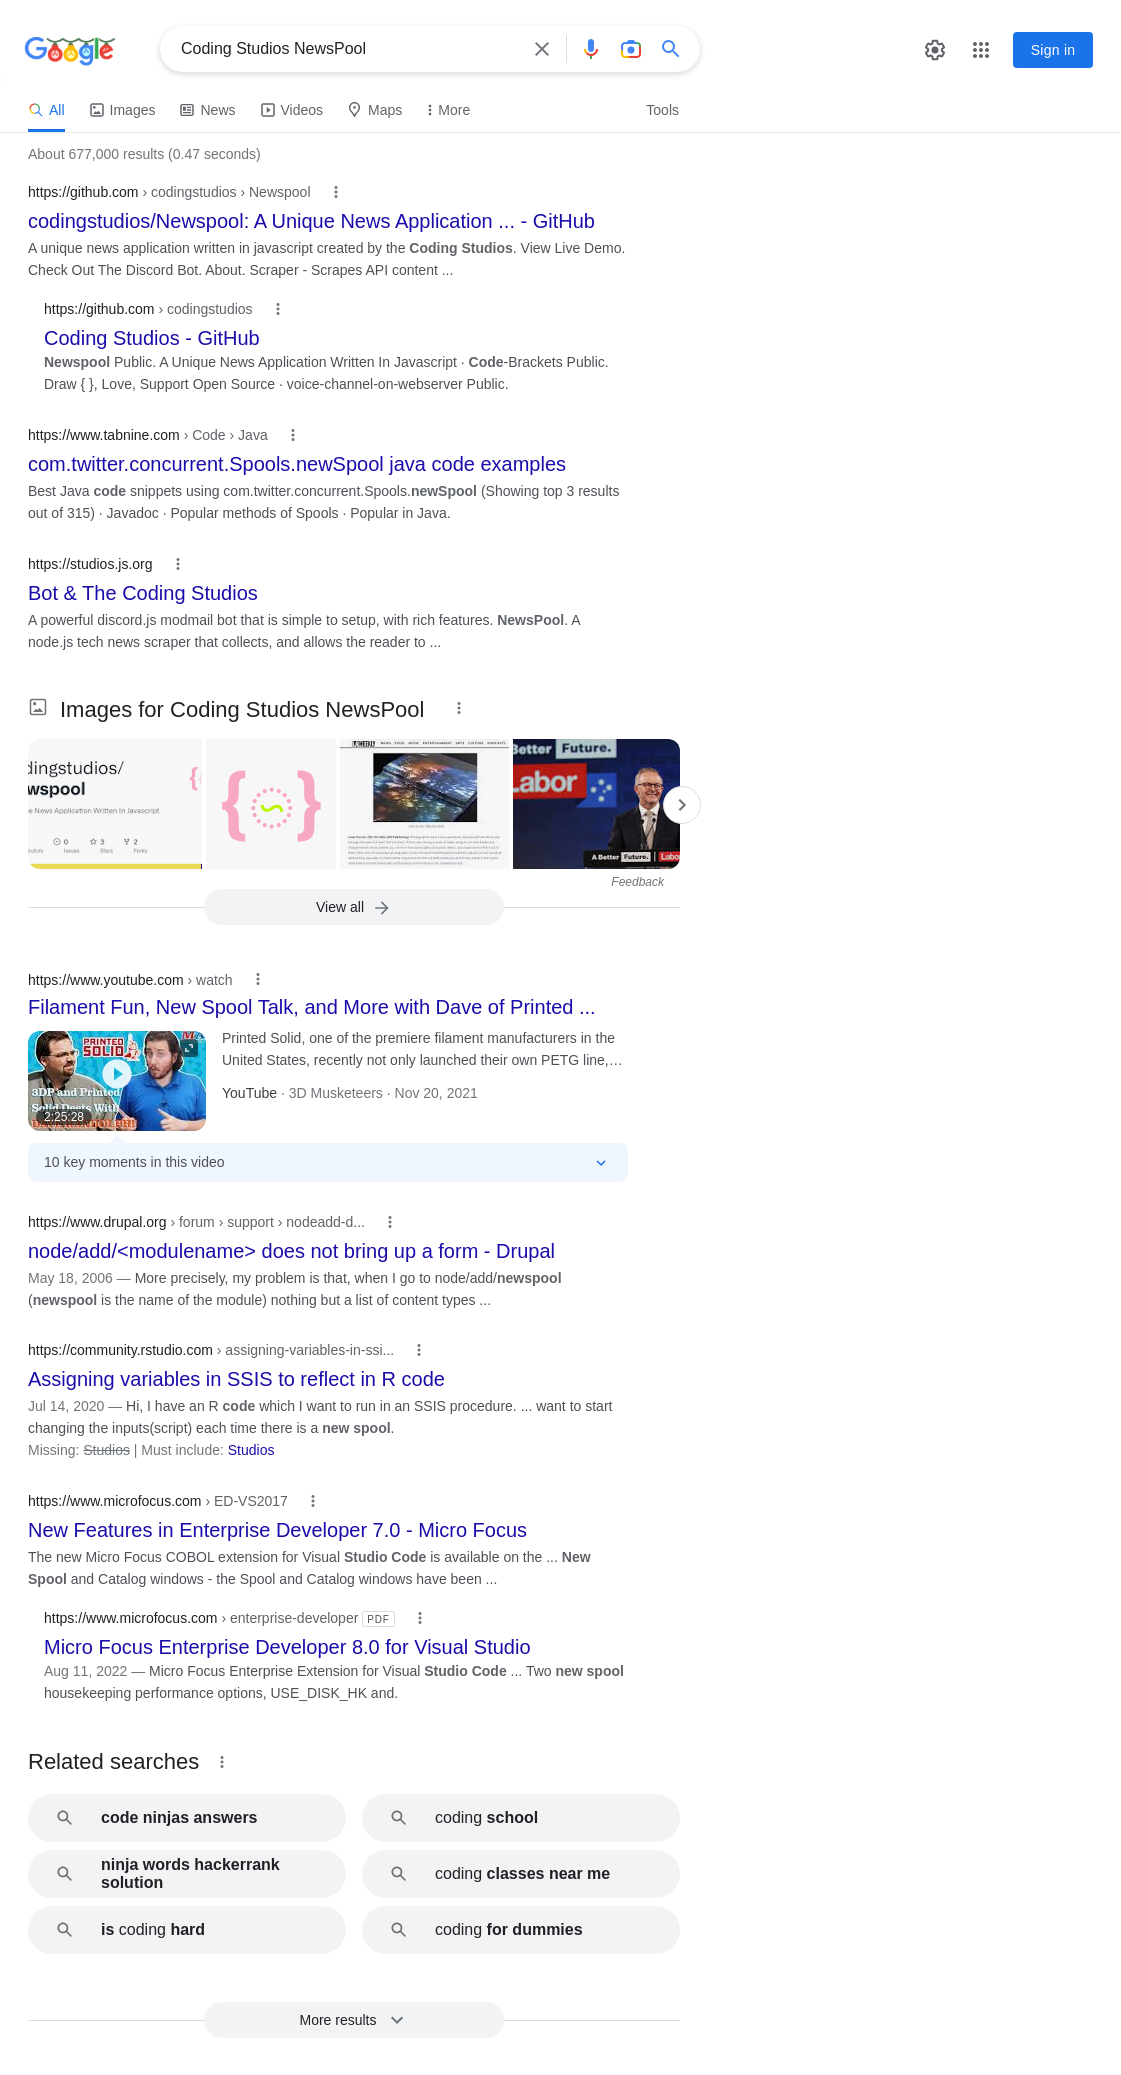 Google
Coding Studios NewsPool
Sign in
All
Images
News
Videos
Maps
More
Tools
About 677,000 results (0.47 seconds)
https://github.com › codingstudios › Newspool
codingstudios/Newspool: A Unique News Application ... - GitHub
A unique news application written in javascript created by the Coding Studios. View Live Demo.
Check Out The Discord Bot. About. Scraper - Scrapes API content ...
https://github.com › codingstudios
Coding Studios - GitHub
Newspool Public. A Unique News Application Written In Javascript · Code-Brackets Public.
Draw { }, Love, Support Open Source · voice-channel-on-webserver Public.
https://www.tabnine.com › Code › Java
com.twitter.concurrent.Spools.newSpool java code examples
Best Java code snippets using com.twitter.concurrent.Spools.newSpool (Showing top 3 results
out of 315) · Javadoc · Popular methods of Spools · Popular in Java.
https://studios.js.org
Bot & The Coding Studios
A powerful discord.js modmail bot that is simple to setup, with rich features. NewsPool. A
node.js tech news scraper that collects, and allows the reader to ...
Images for Coding Studios NewsPool
dingstudios/
wspool
e News Application Written In Javascript
0
3
2
Issues
Stars
Forks
{ }
LA WEEKLY NEWS FOOD MUSIC ENTERTAINMENT ARTS CULTURE PODCASTS
Better Future.
Labor
A Better Future. Labor
Feedback
View all
https://www.youtube.com › watch
Filament Fun, New Spool Talk, and More with Dave of Printed ...
PRINTED
SOLID
3DP and Printed
Solid Deets With
2:25:28
Printed Solid, one of the premiere filament manufacturers in the
United States, recently not only launched their own PETG line,…
YouTube · 3D Musketeers · Nov 20, 2021
10 key moments in this video
https://www.drupal.org › forum › support › nodeadd-d...
node/add/<modulename> does not bring up a form - Drupal
May 18, 2006 — More precisely, my problem is that, when I go to node/add/newspool
(newspool is the name of the module) nothing but a list of content types ...
https://community.rstudio.com › assigning-variables-in-ssi...
Assigning variables in SSIS to reflect in R code
Jul 14, 2020 — Hi, I have an R code which I want to run in an SSIS procedure. ... want to start
changing the inputs(script) each time there is a new spool.
Missing: Studios | Must include: Studios
https://www.microfocus.com › ED-VS2017
New Features in Enterprise Developer 7.0 - Micro Focus
The new Micro Focus COBOL extension for Visual Studio Code is available on the ... New
Spool and Catalog windows - the Spool and Catalog windows have been ...
https://www.microfocus.com › enterprise-developer PDF
Micro Focus Enterprise Developer 8.0 for Visual Studio
Aug 11, 2022 — Micro Focus Enterprise Extension for Visual Studio Code ... Two new spool
housekeeping performance options, USE_DISK_HK and.
Related searches
code ninjas answers
coding school
ninja words hackerrank
solution
coding classes near me
is coding hard
coding for dummies
More results